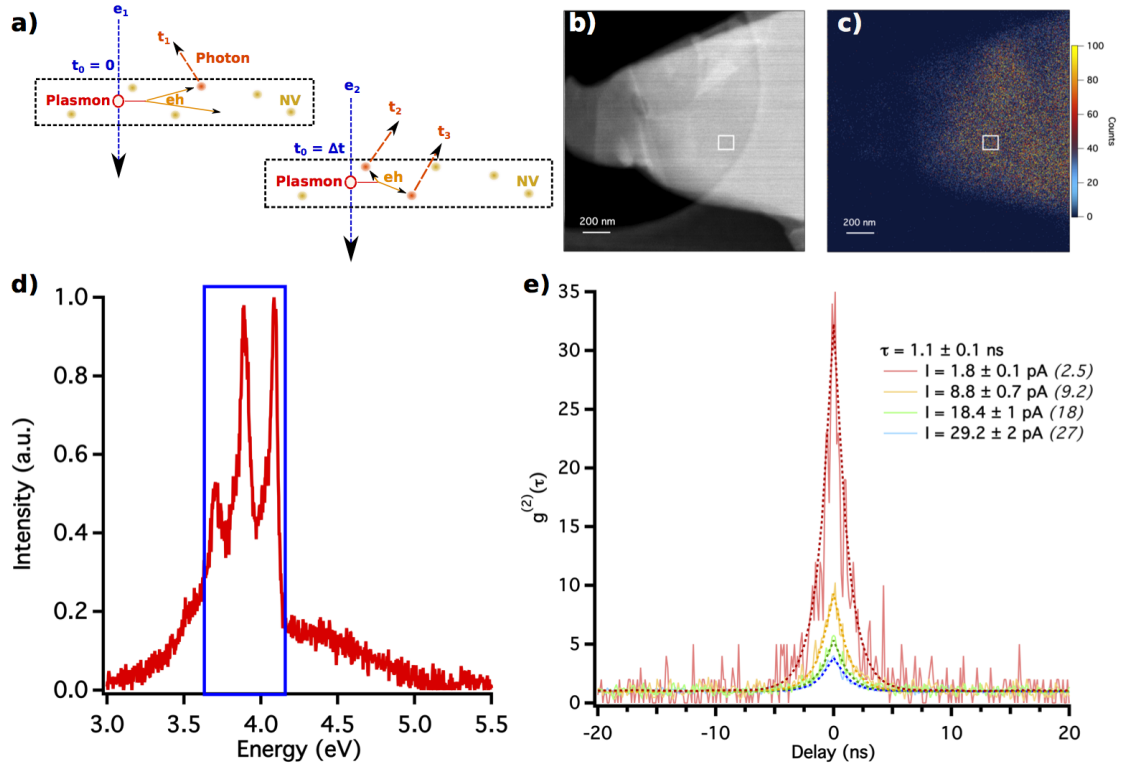 a)
e1
t1
t0 = 0
Photon
Plasmon
eh
NV
e2
t2
t3
t0 = Δt
Plasmon
eh
NV
b)
200 nm
c)
200 nm
100
80
60
40
20
0
Counts
d)
1.0
0.8
0.6
0.4
0.2
0.0
Intensity (a.u.)
3.0 3.5 4.0 4.5 5.0 5.5
Energy (eV)
e)
35
30
25
20
15
10
5
0
g(2)(τ)
τ = 1.1 ± 0.1 ns
I = 1.8 ± 0.1 pA (2.5)
I = 8.8 ± 0.7 pA (9.2)
I = 18.4 ± 1 pA (18)
I = 29.2 ± 2 pA (27)
-20 -10 0 10 20
Delay (ns)